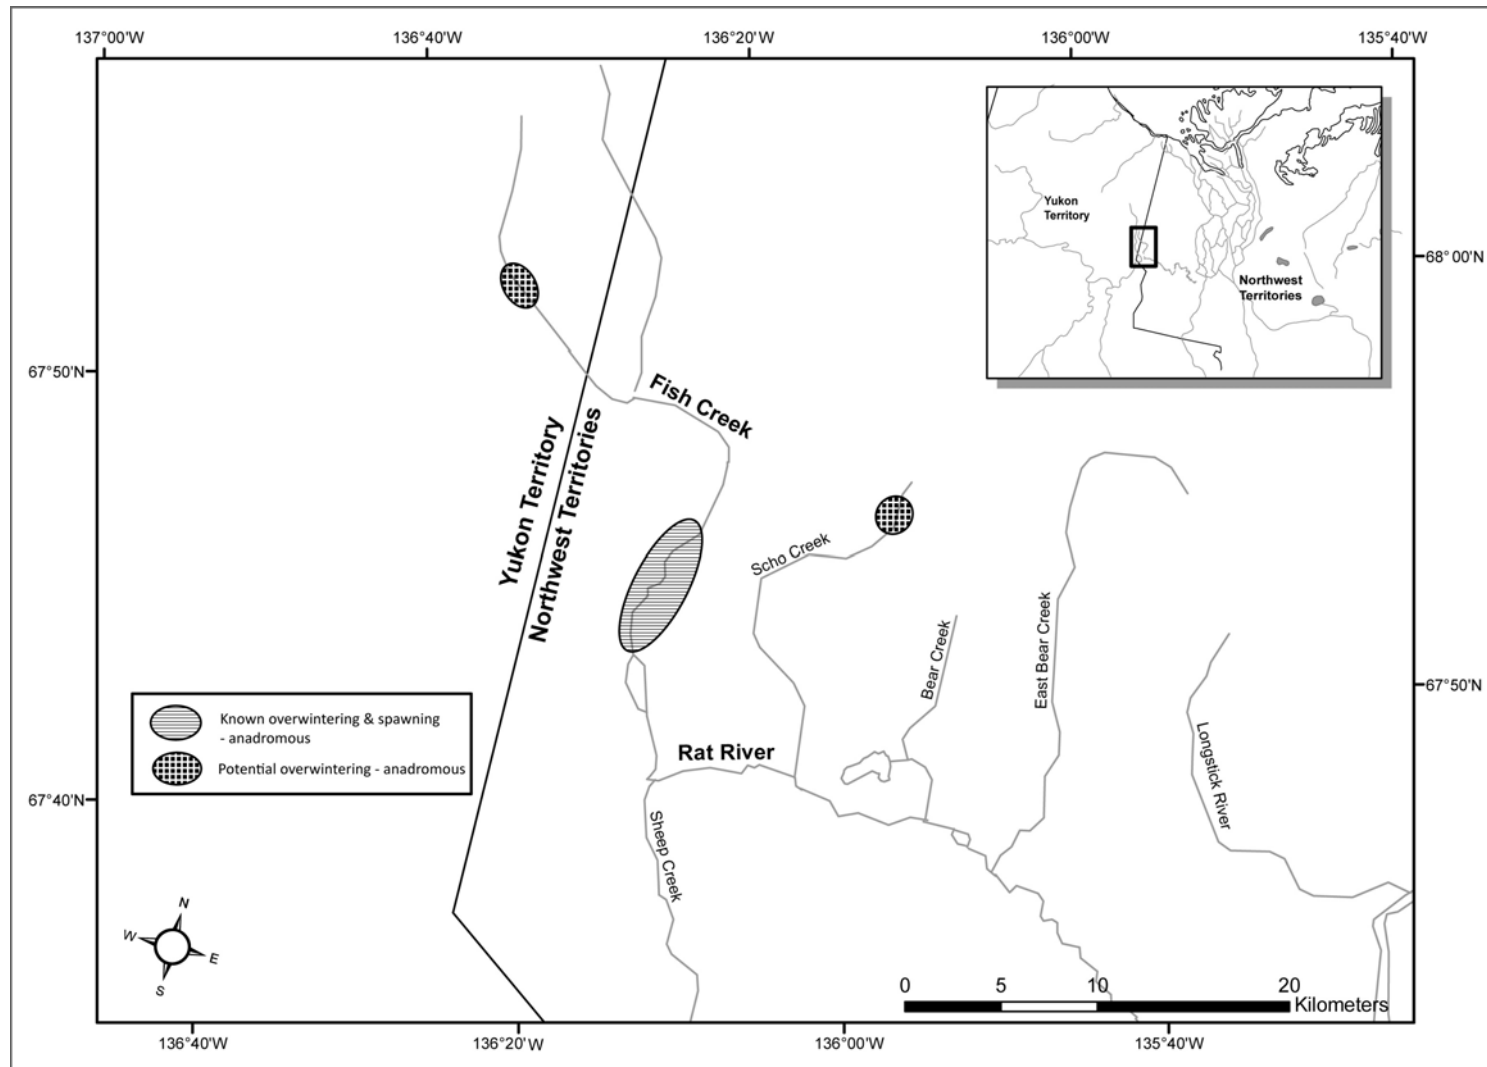 137°00'W
136°40'W
136°20'W
136°00'W
135°40'W
Yukon
Territory
Northwest
Territories
68°00'N
67°50'N
Fish Creek
Yukon Territory
Northwest Territories
Scho Creek
Bear Creek
East Bear Creek
Longstick River
67°50'N
Known overwintering & spawning
- anadromous
Potential overwintering - anadromous
Rat River
67°40'N
Sheep Creek
N
W
E
S
0 5 10 20
Kilometers
136°40'W
136°20'W
136°00'W
135°40'W